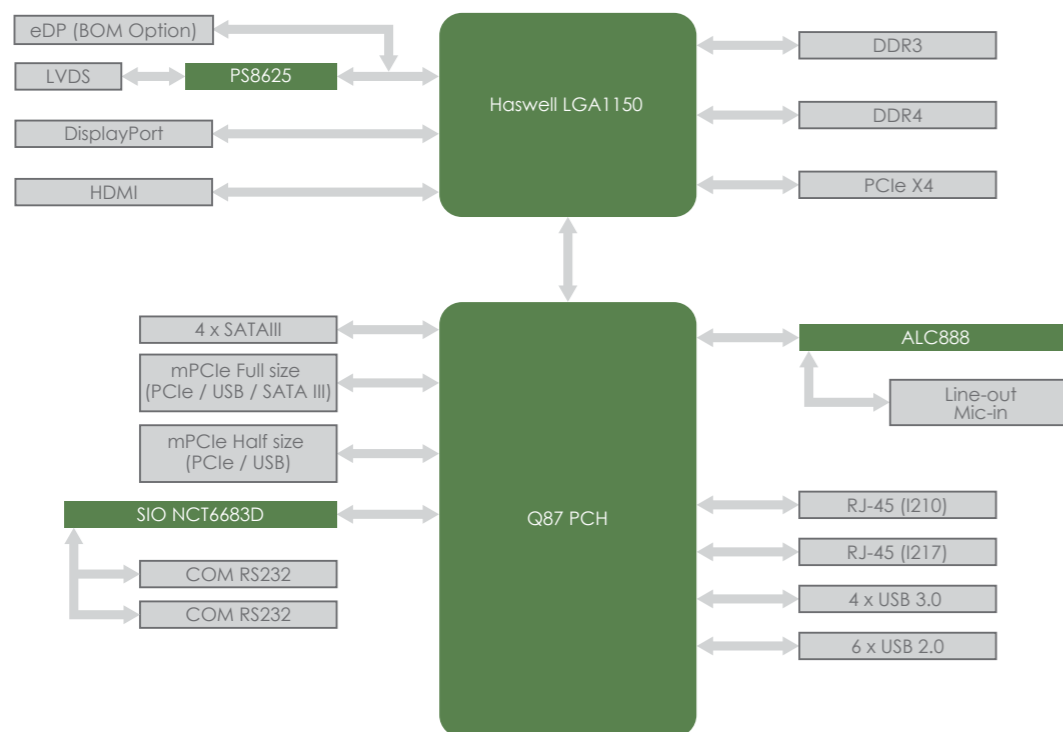 eDP (BOM Option)
LVDS
PS8625
DisplayPort
HDMI
Haswell LGA1150
DDR3
DDR4
PCIe X4
4 x SATAIII
mPCIe Full size
(PCIe / USB / SATA III)
mPCIe Half size
(PCIe / USB)
SIO NCT6683D
COM RS232
COM RS232
Q87 PCH
ALC888
Line-out
Mic-in
RJ-45 (I210)
RJ-45 (I217)
4 x USB 3.0
6 x USB 2.0